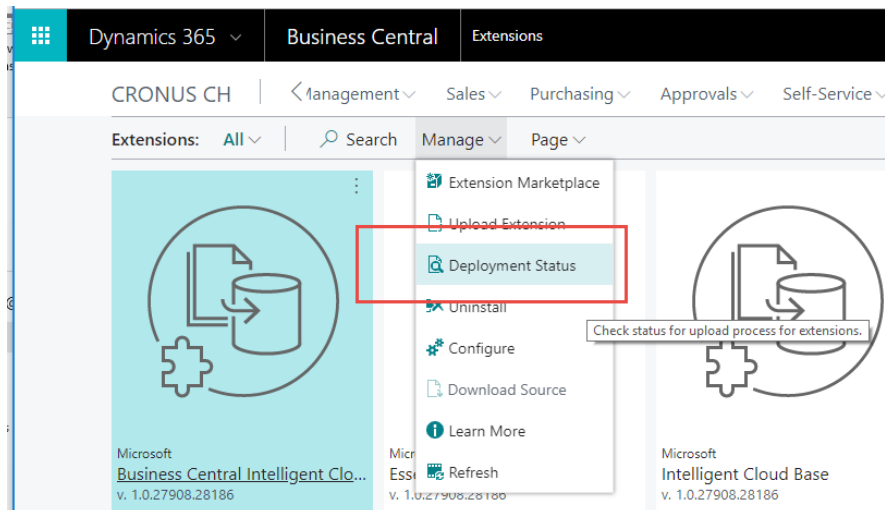 Dynamics 365 Business Central Extensions
CRONUS CH Management Sales Purchasing Approvals Self-Service
Extensions: All Search Manage Page
Extension Marketplace
Upload Extension
Deployment Status
Uninstall
Check status for upload process for extensions.
Configure
Download Source
Learn More
Refresh
Microsoft
Business Central Intelligent Clo...
v. 1.0.27908.28186
Micr
Esse
v. 1.0.27908.28186
Microsoft
Intelligent Cloud Base
v. 1.0.27908.28186